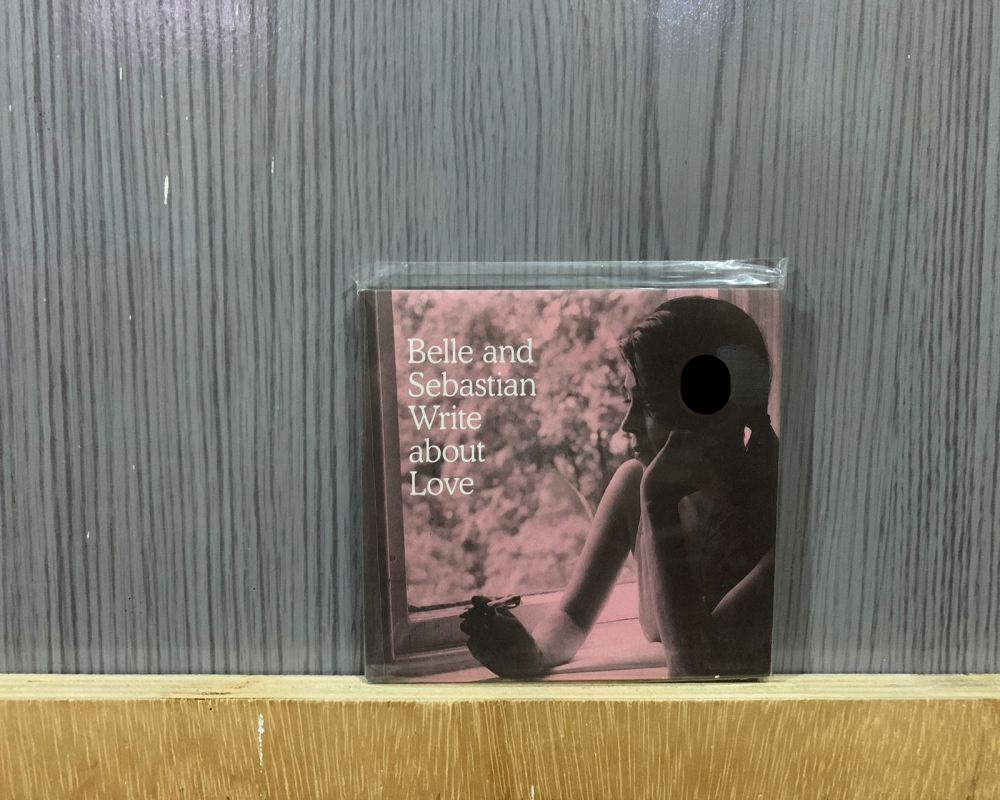 Belle and
Sebastian
Write
about
Love